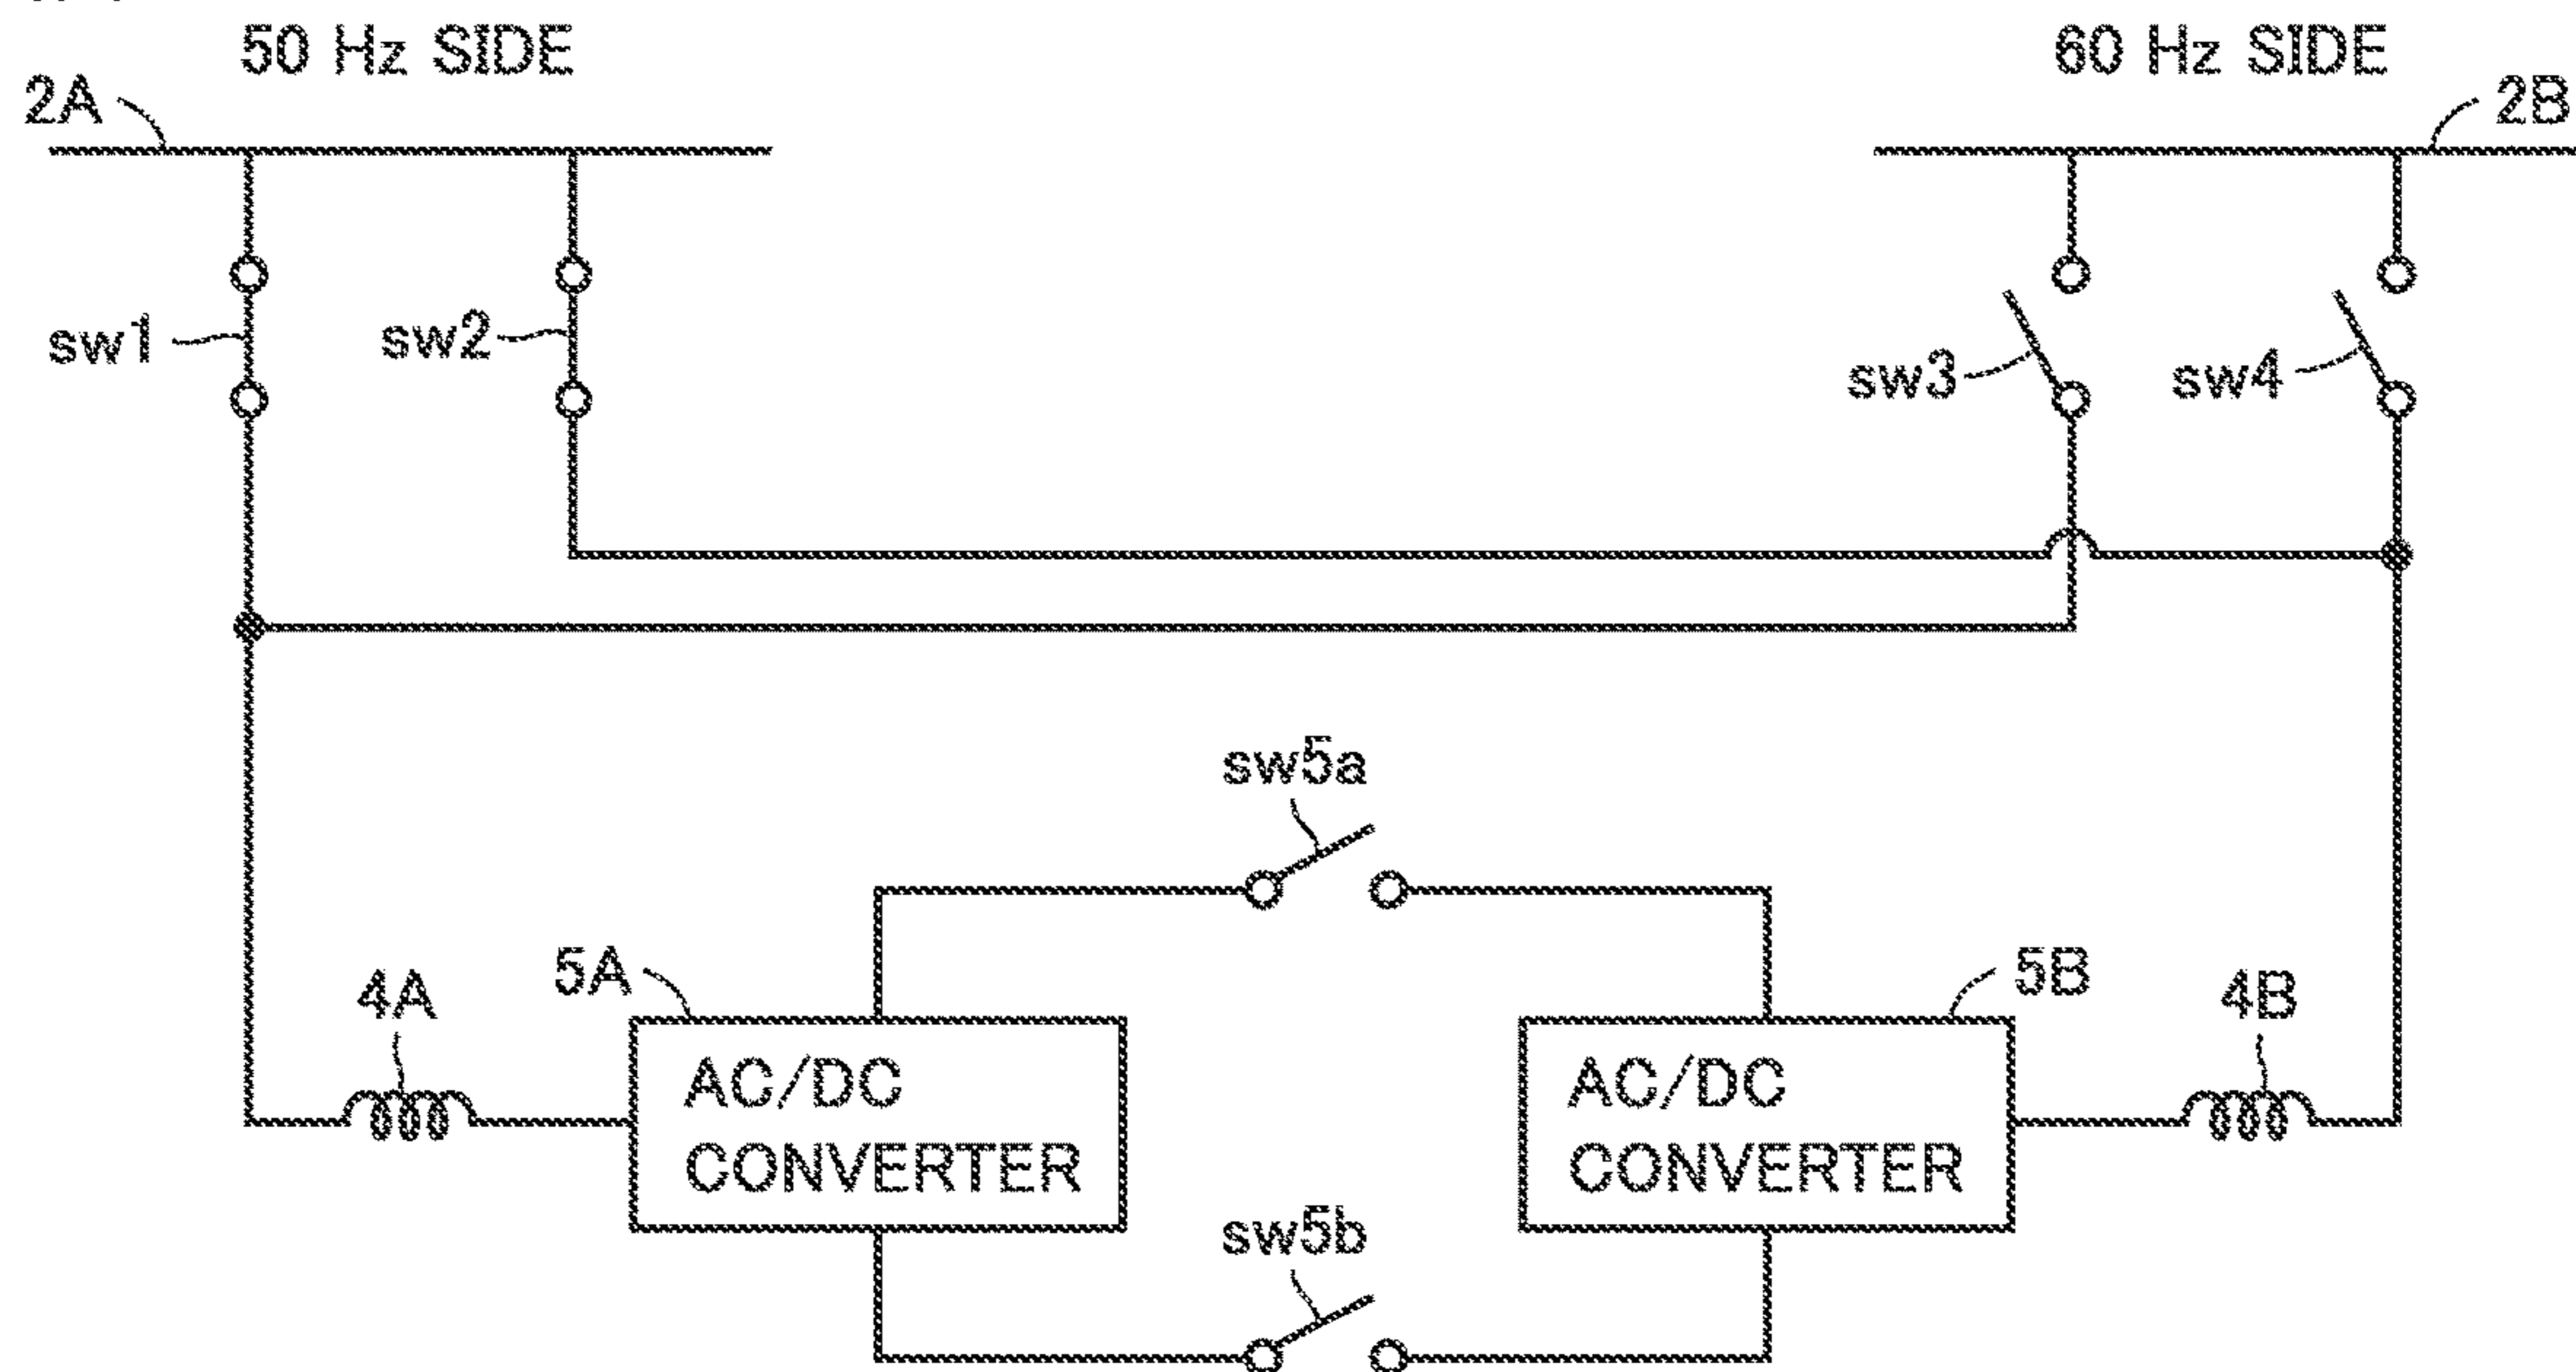 50 Hz SIDE
60 Hz SIDE
2A
2B
sw1
sw2
sw3
sw4
sw5a
4A
5A
5B
4B
AC/DC
CONVERTER
AC/DC
CONVERTER
sw5b